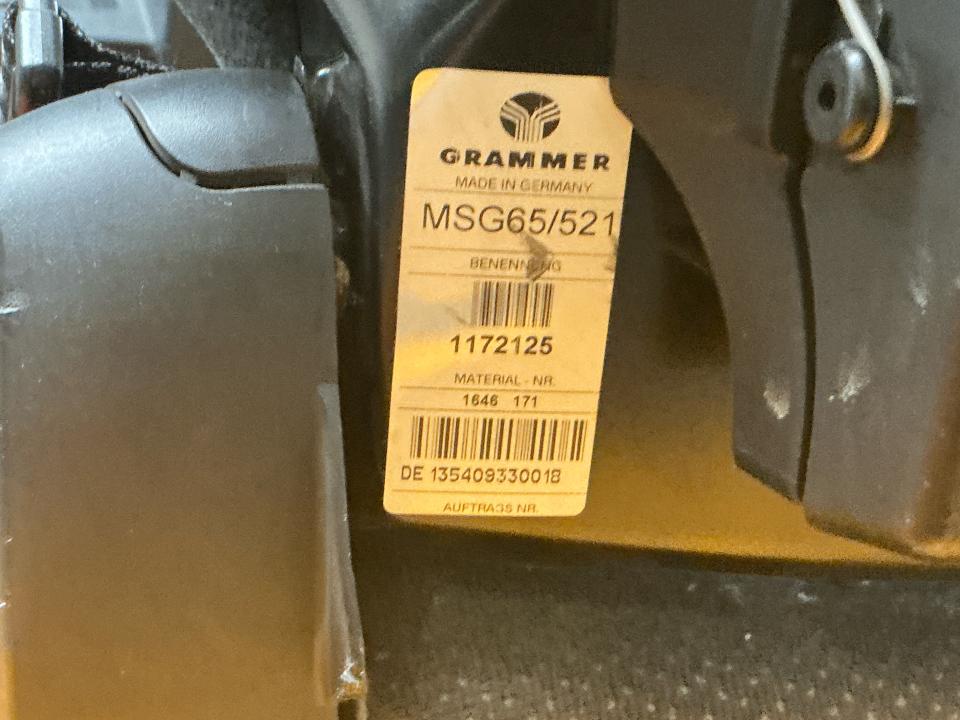 GRAMMER
MADE IN GERMANY
MSG65/521
BENENNUNG
1172125
MATERIAL - NR.
1646 171
DE 135409330018
AUFTRAGS NR.